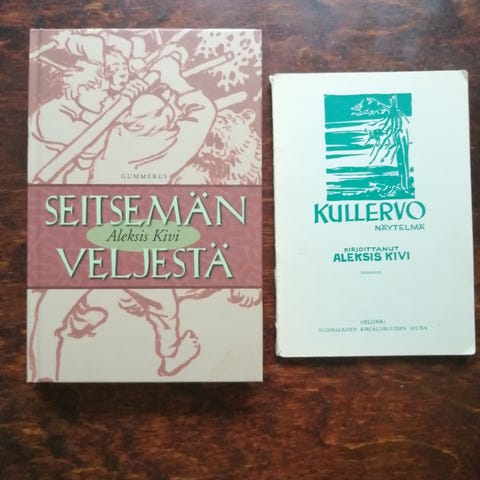 GUMMERUS
SEITSEMÄN
Aleksis Kivi
VELJESTÄ
KULLERVO
NÄYTELMÄ
KIRJOITTANUT
ALEKSIS KIVI
HELSINKI
SUOMALAISEN KIRJALLISUUDEN SEURA